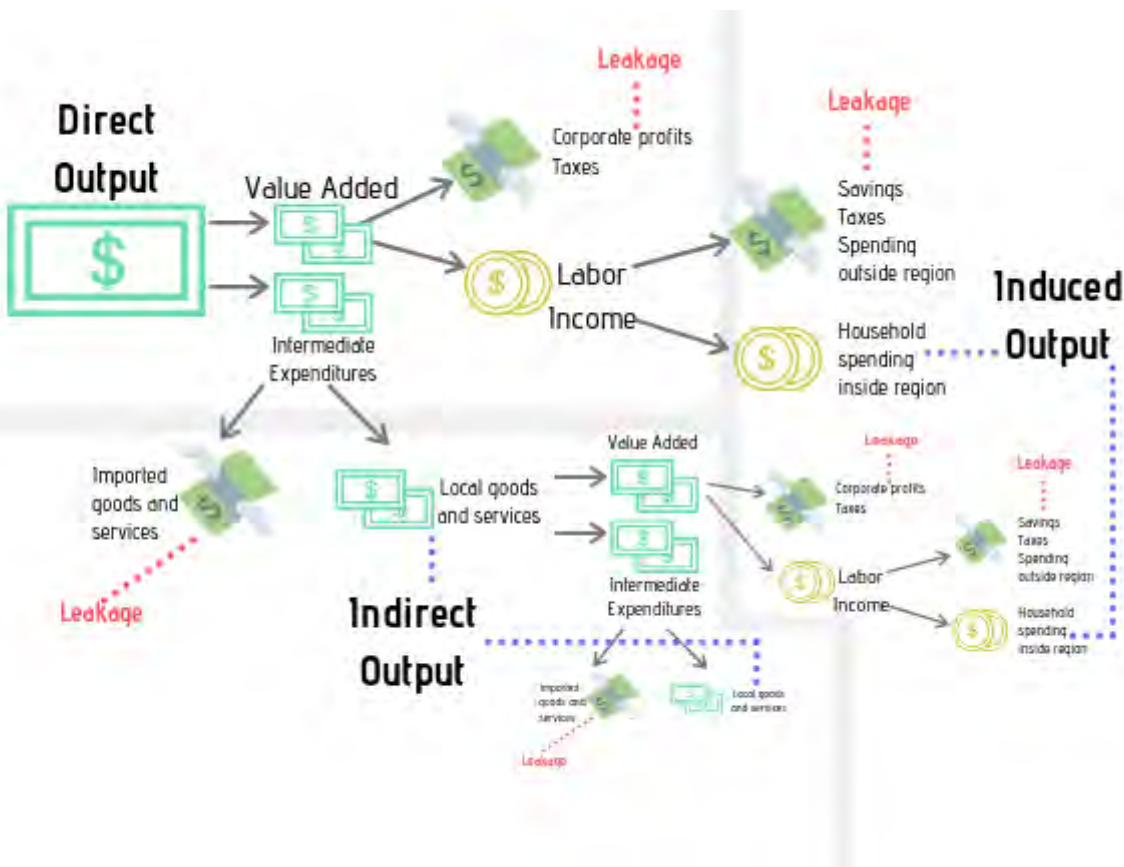 Leakage
Direct
Output
Corporate profits
Taxes
Leakage
Value Added
Savings
Taxes
Spending
outside region
Labor
Income
Induced
Output
Household
spending
inside region
Intermediate
Expenditures
Imported
goods and
services
Leakage
Local goods
and services
Indirect
Output
Value Added
Leakage
Corporate profits
Taxes
Leakage
Savings
Taxes
Spending
outside region
Labor
Income
Household
spending
inside region
Intermediate
Expenditures
Imported
goods and
services
Leakage
Local goods
and services
$
$
$
$
$
$
$
$
$
$
$
$